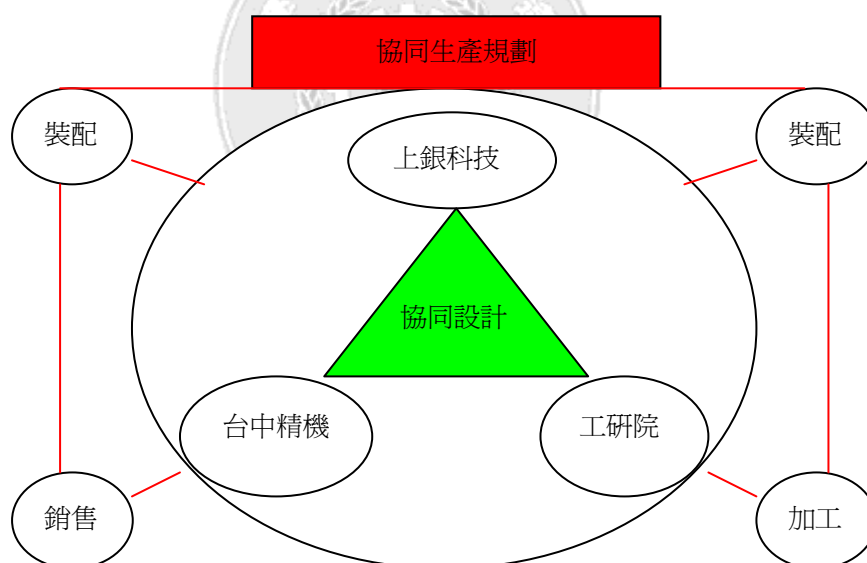 協同生產規劃
裝配
裝配
上銀科技
協同設計
台中精機
工研院
銷售
加工